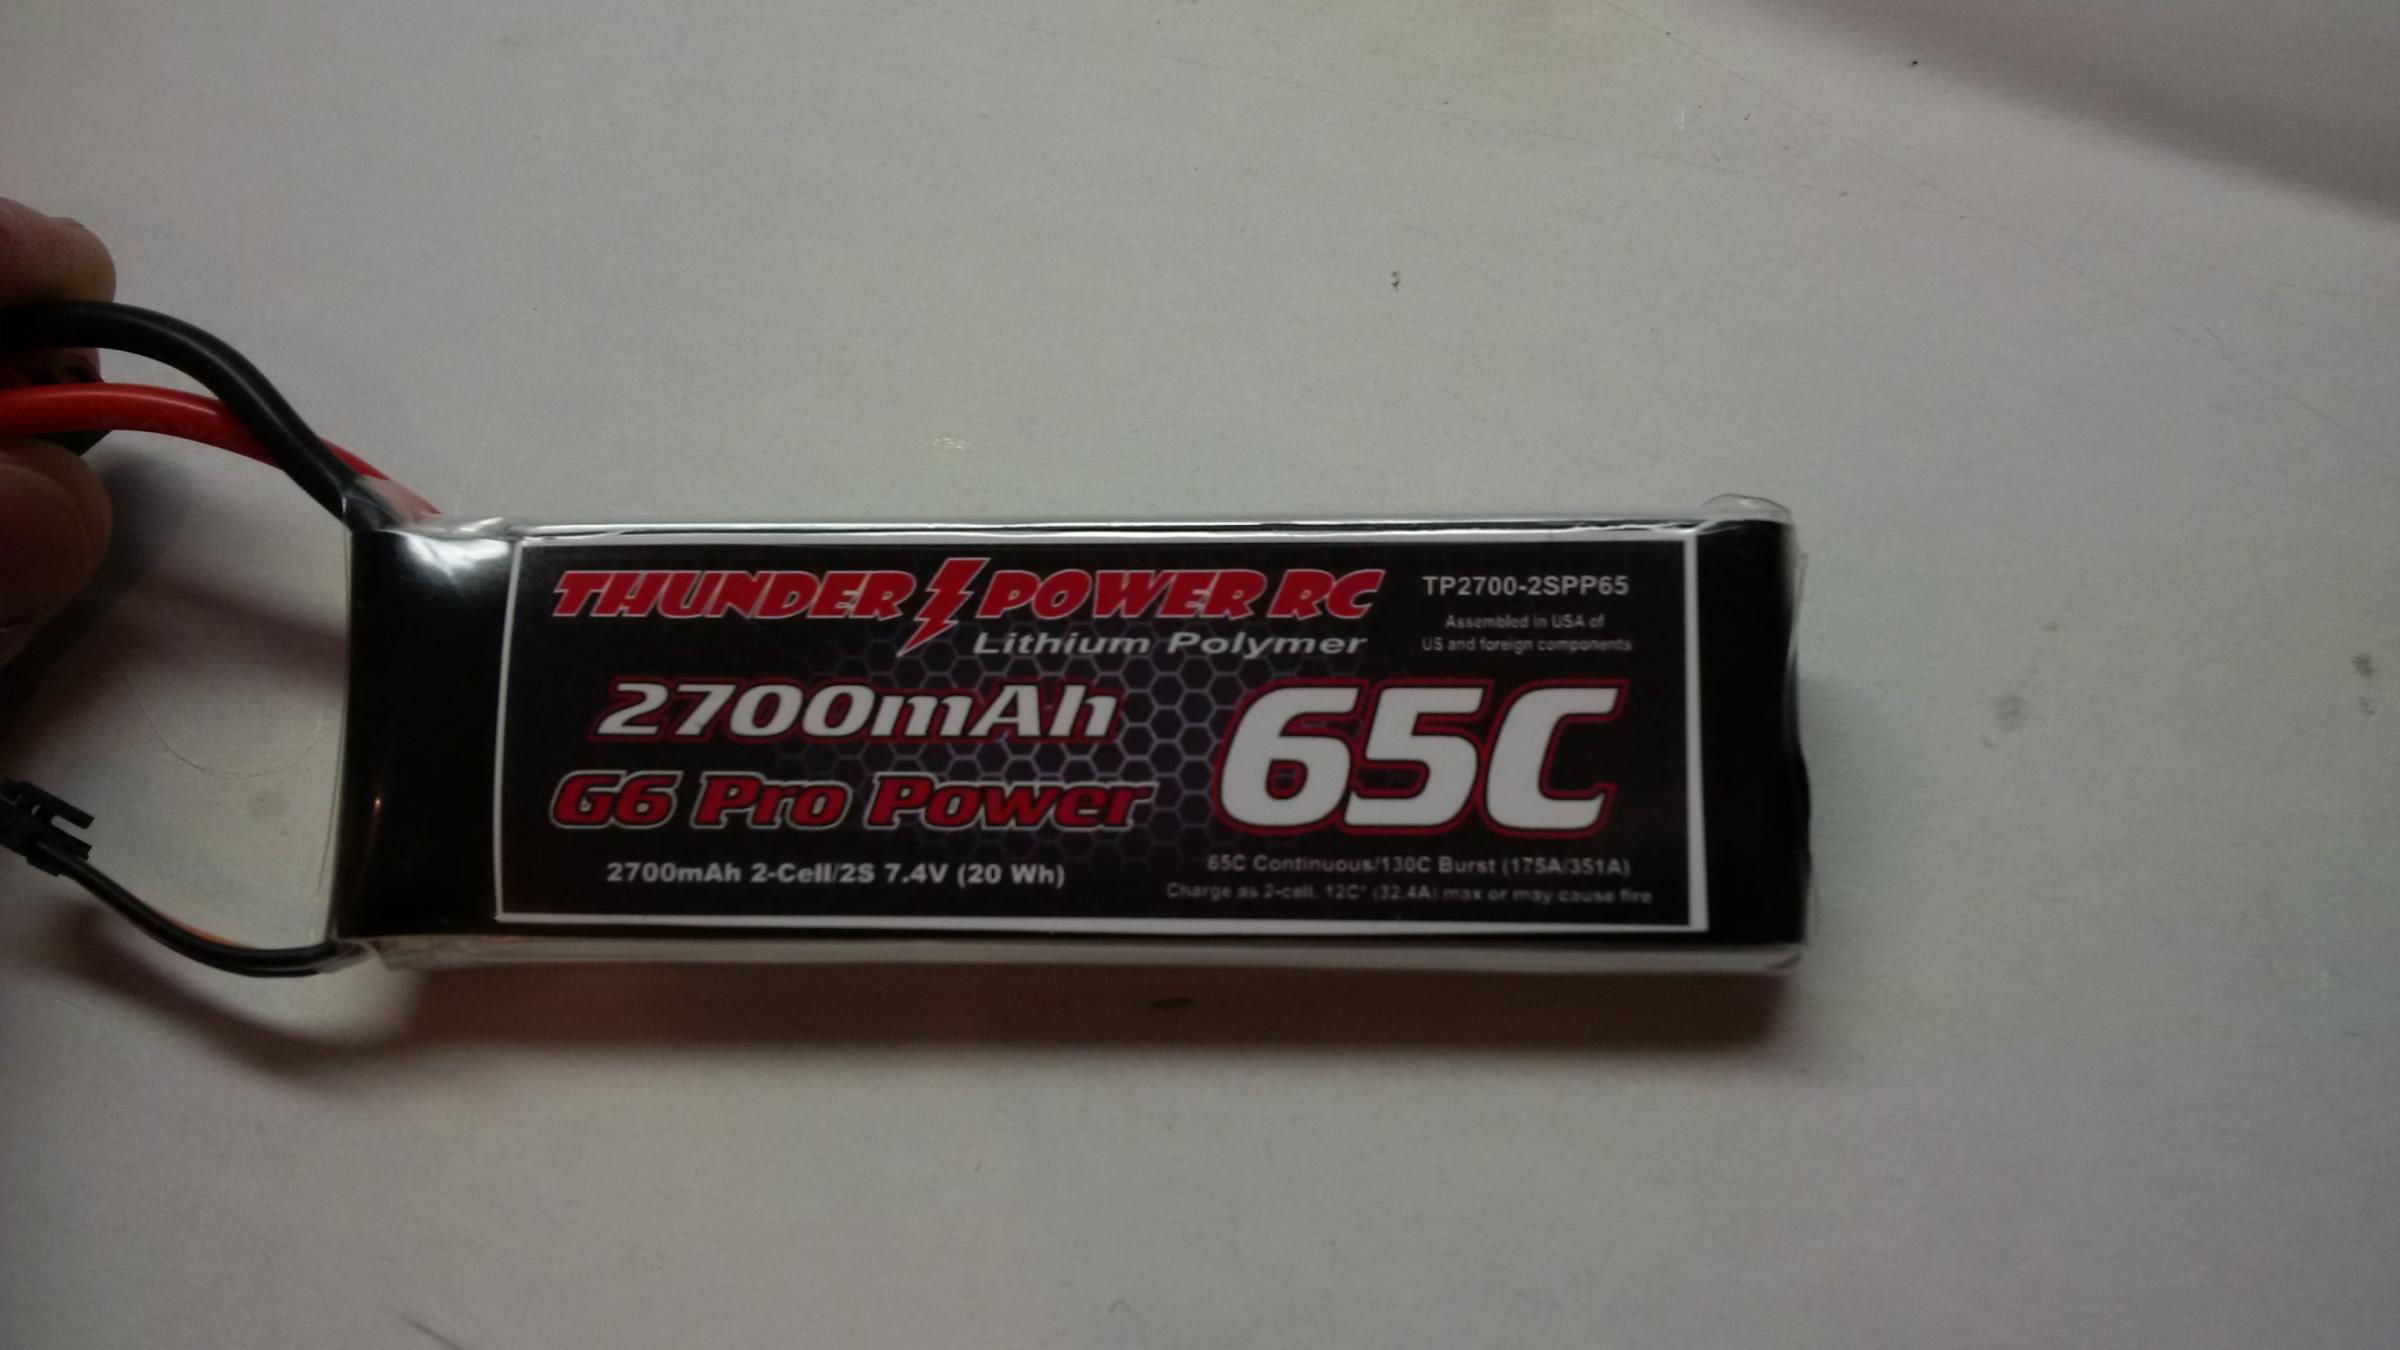 THUNDER POWER RC
Lithium Polymer
TP2700-2SPP65
Assembled in USA of
US and foreign components
2700mAh
65C
G6 Pro Power
2700mAh 2-Cell/2S 7.4V (20 Wh)
65C Continuous/130C Burst (175A/351A)
Charge as 2-cell, 12C* (32.4A) max or may cause fire